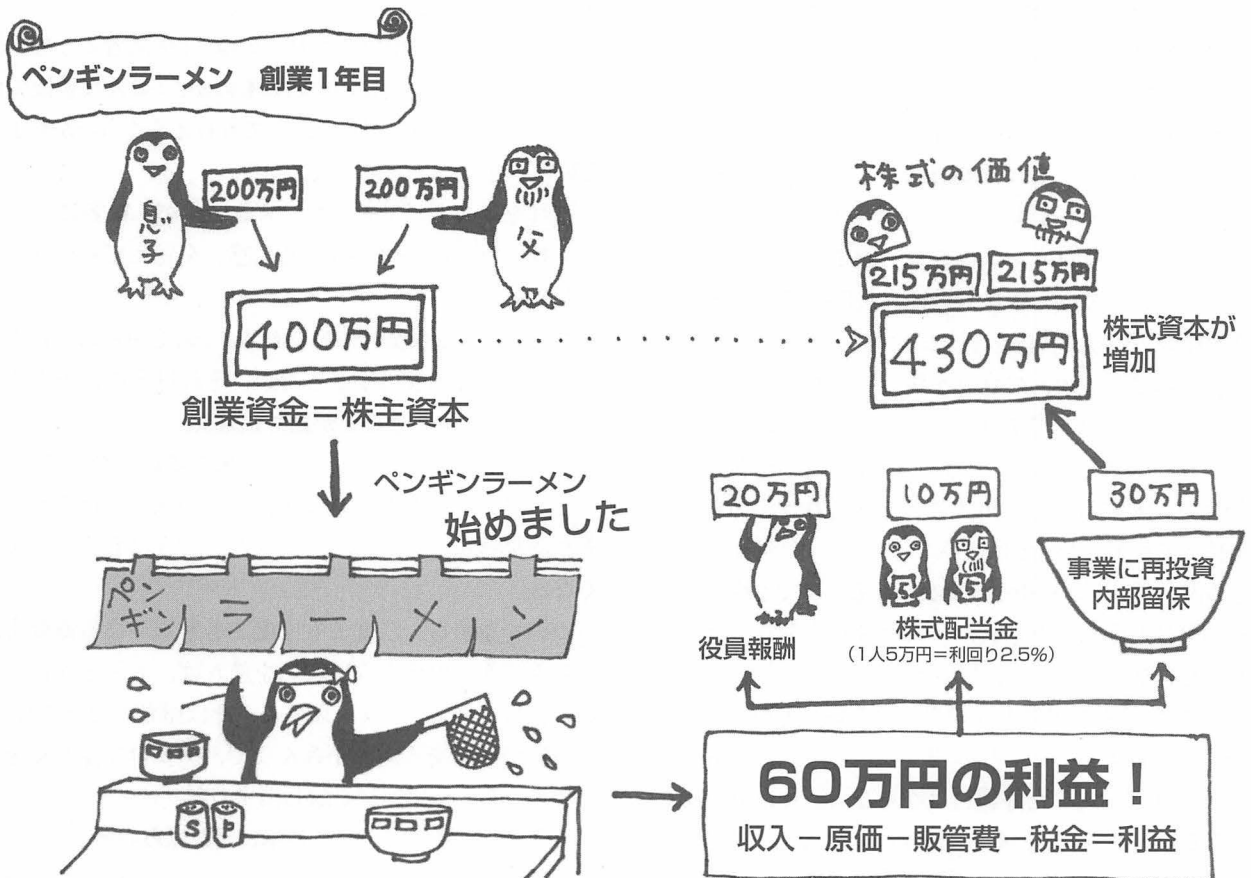 ペンギンラーメン 創業1年目
息子
200万円
200万円
父
400万円
創業資金＝株主資本
ペンギンラーメン
始めました
ペンギン ラーメン
S P
株式の価値
215万円 215万円
430万円
株式資本が
増加
20万円
役員報酬
10万円
5 5
株式配当金
（1人5万円＝利回り2.5%）
30万円
事業に再投資
内部留保
60万円の利益！
収入－原価－販管費－税金＝利益